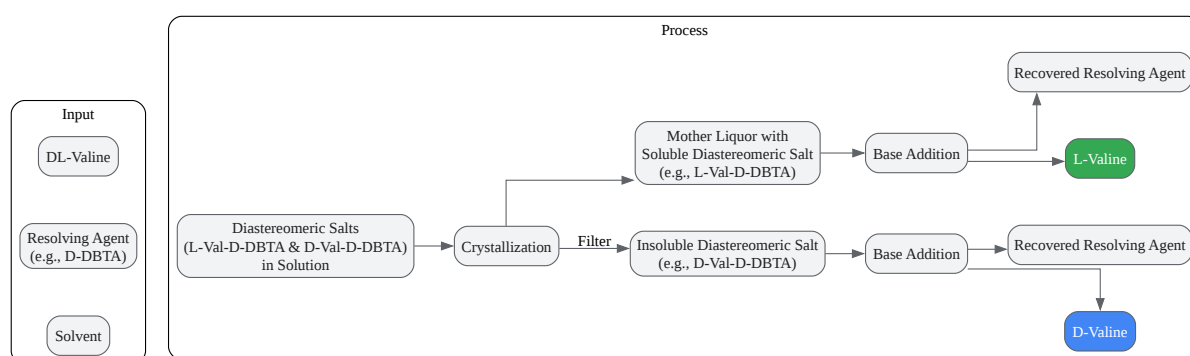 Input
DL-Valine
Resolving Agent
(e.g., D-DBTA)
Solvent
Process
Diastereomeric Salts
(L-Val-D-DBTA & D-Val-D-DBTA)
in Solution
Crystallization
Filter
Mother Liquor with
Soluble Diastereomeric Salt
(e.g., L-Val-D-DBTA)
Base Addition
Recovered Resolving Agent
L-Valine
Insoluble Diastereomeric Salt
(e.g., D-Val-D-DBTA)
Base Addition
Recovered Resolving Agent
D-Valine